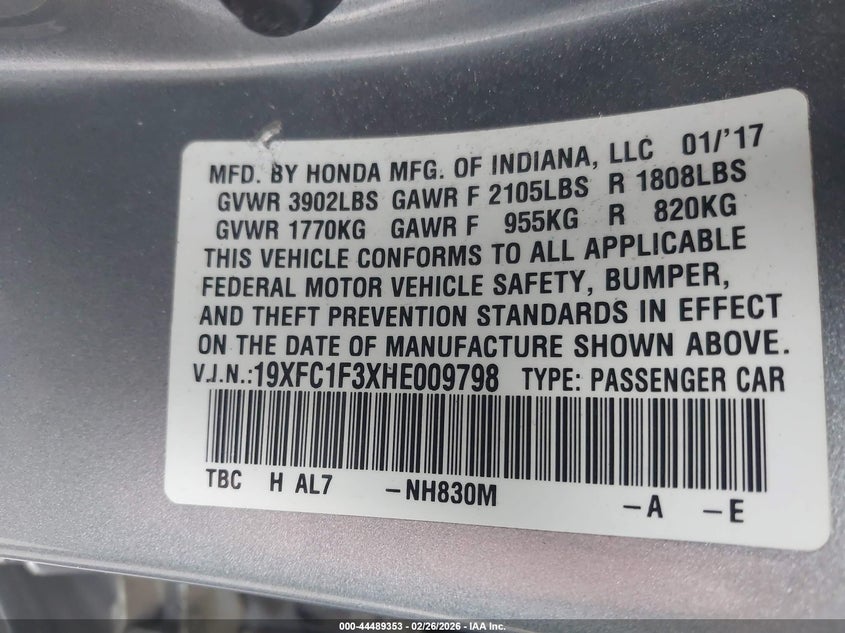 MFD. BY HONDA MFG. OF INDIANA, LLC 01/'17
GVWR 3902LBS GAWR F 2105LBS R 1808LBS
GVWR 1770KG GAWR F 955KG R 820KG
THIS VEHICLE CONFORMS TO ALL APPLICABLE
FEDERAL MOTOR VEHICLE SAFETY, BUMPER,
AND THEFT PREVENTION STANDARDS IN EFFECT
ON THE DATE OF MANUFACTURE SHOWN ABOVE.
V.I.N.:19XFC1F3XHE009798 TYPE: PASSENGER CAR
TBC H AL7 -NH830M -A -E
000-44489353 - 02/26/2026 - IAA Inc.